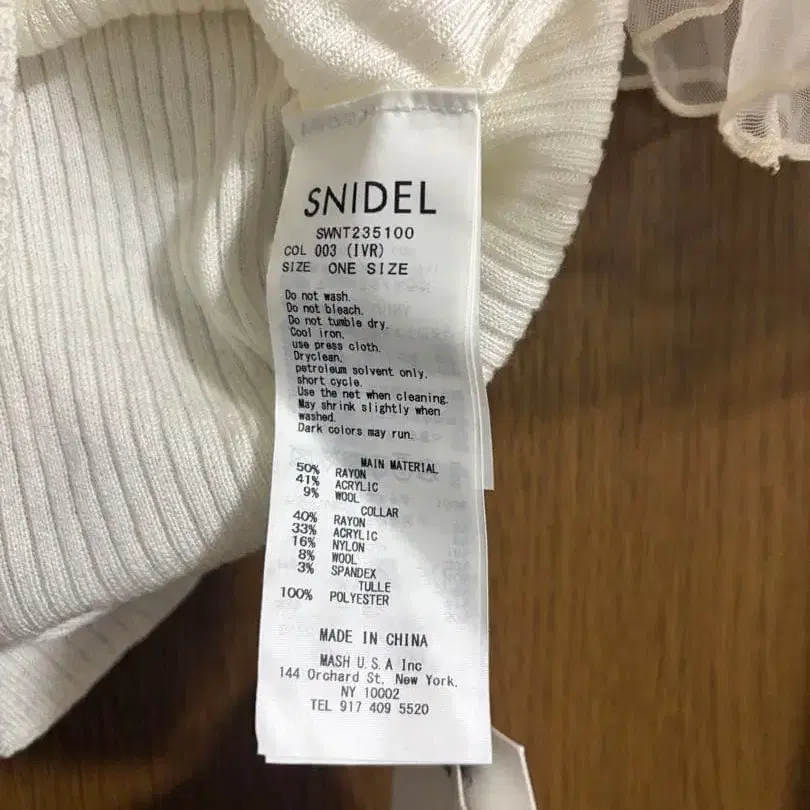 SNIDEL
SWNT235100
COL 003 (IVR)
SIZE ONE SIZE
Do not wash.
Do not bleach.
Do not tumble dry.
Cool iron.
use press cloth.
Dryclean.
petroleum solvent only.
short cycle.
Use the net when cleaning.
May shrink slightly when
washed.
Dark colors may run.
MAIN MATERIAL
50% RAYON
41% ACRYLIC
9% WOOL
COLLAR
40% RAYON
33% ACRYLIC
16% NYLON
8% WOOL
3% SPANDEX
TULLE
100% POLYESTER
MADE IN CHINA
MASH U.S.A Inc
144 Orchard St, New York,
NY 10002
TEL 917 409 5520